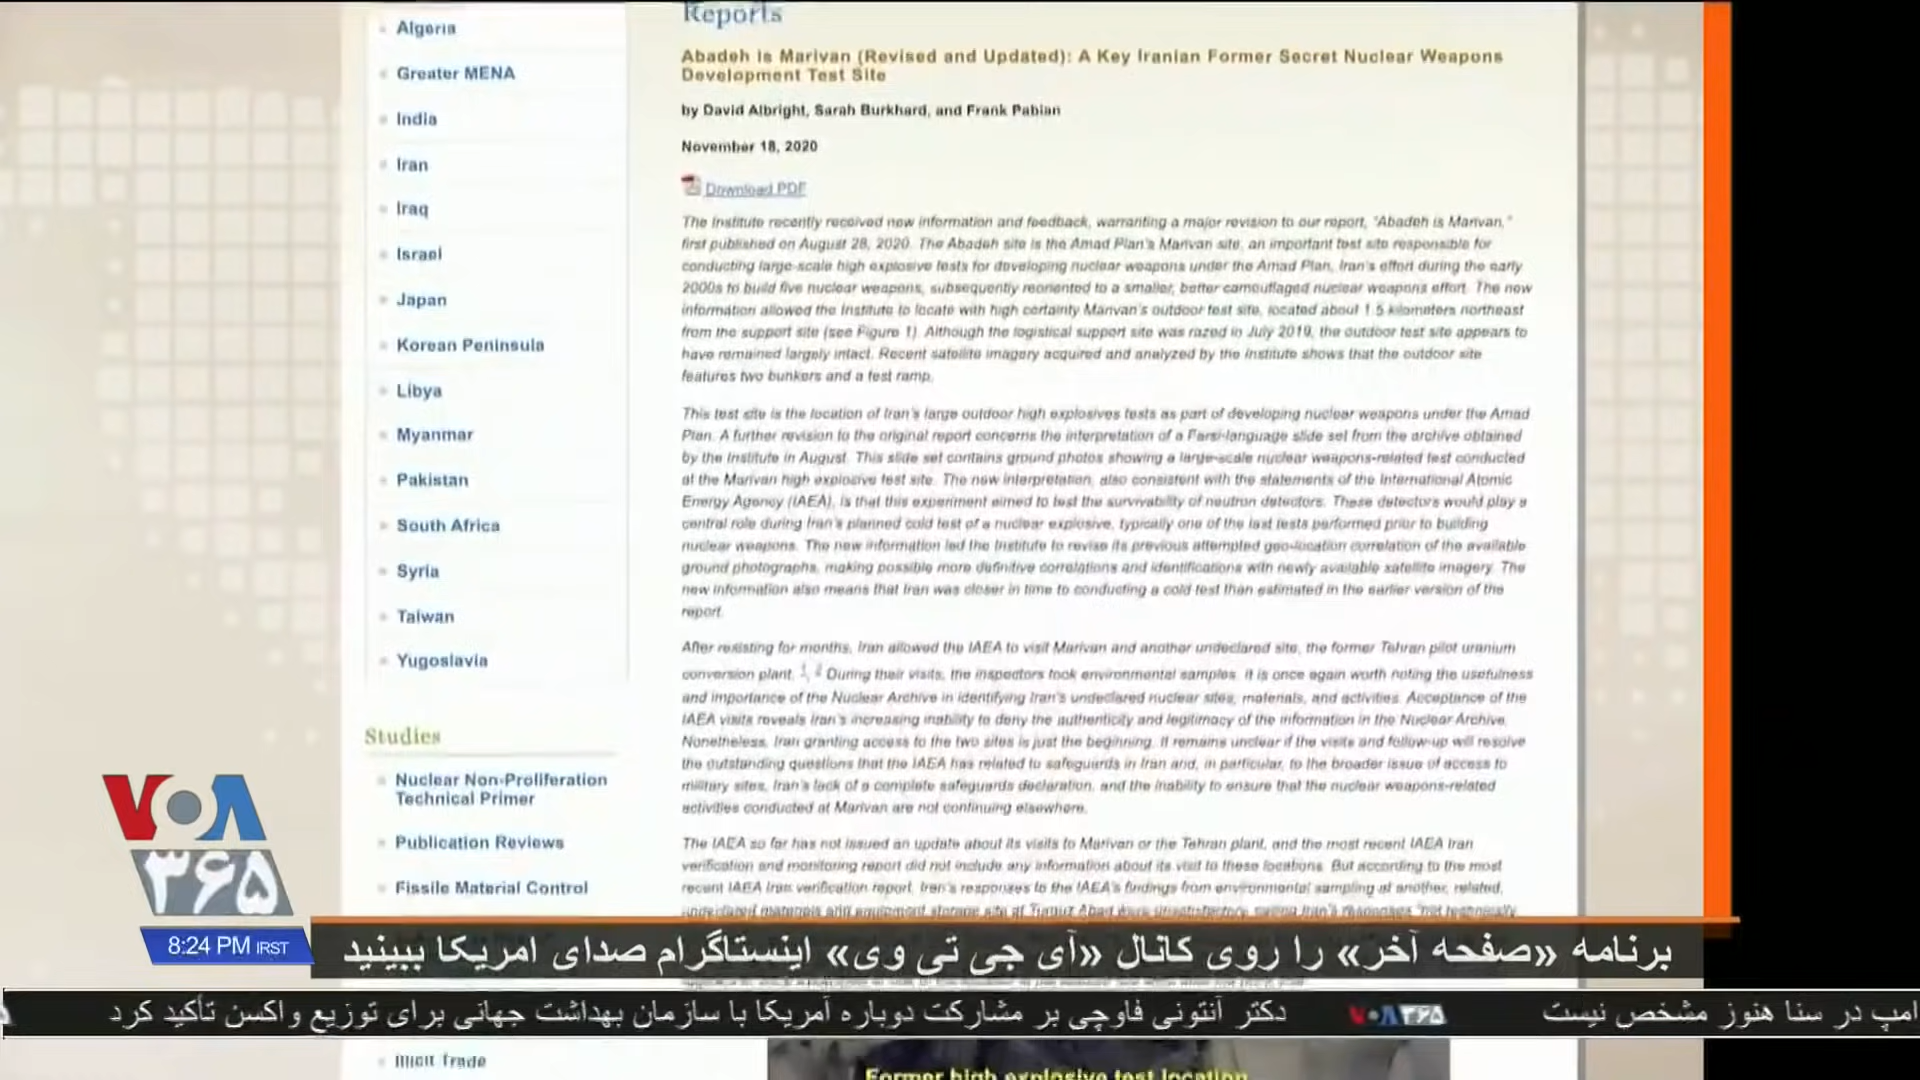 Algeria
Greater MENA
India
Iran
Iraq
Israel
Japan
Korean Peninsula
Libya
Myanmar
Pakistan
South Africa
Syria
Taiwan
Yugoslavia
Studies
Nuclear Non-Proliferation
Technical Primer
Publication Reviews
Fissile Material Control
Illicit Trade
Reports
Abadeh is Marivan (Revised and Updated): A Key Iranian Former Secret Nuclear Weapons
Development Test Site
by David Albright, Sarah Burkhard, and Frank Pabian
November 18, 2020
Download PDF
The Institute recently received new information and feedback, warranting a major revision to our report, "Abadeh is Marivan,"
first published on August 28, 2020. The Abadeh site is the Amad Plan's Marivan site, an important test site responsible for
conducting large-scale high explosive tests for developing nuclear weapons under the Amad Plan, Iran's effort during the early
2000s to build five nuclear weapons, subsequently reoriented to a smaller, better camouflaged nuclear weapons effort. The new
information allowed the Institute to locate with high certainty Marivan's outdoor test site, located about 1.5 kilometers northeast
from the support site (see Figure 1). Although the logistical support site was razed in July 2019, the outdoor test site appears to
have remained largely intact. Recent satellite imagery acquired and analyzed by the Institute shows that the outdoor site
features two bunkers and a test ramp.
This test site is the location of Iran's large outdoor high explosives tests as part of developing nuclear weapons under the Amad
Plan. A further revision to the original report concerns the interpretation of a Farsi-language slide set from the archive obtained
by the Institute in August. This slide set contains ground photos showing a large-scale nuclear weapons-related test conducted
at the Marivan high explosive test site. The new interpretation, also consistent with the statements of the International Atomic
Energy Agency (IAEA), is that this experiment aimed to test the survivability of neutron detectors. These detectors would play a
central role during Iran's planned cold test of a nuclear explosive, typically one of the last tests performed prior to building
nuclear weapons. The new information led the Institute to revise its previous attempted geo-location correlation of the available
ground photographs, making possible more definitive correlations and identifications with newly available satellite imagery. The
new information also means that Iran was closer in time to conducting a cold test than estimated in the earlier version of the
report.
After resisting for months, Iran allowed the IAEA to visit Marivan and another undeclared site, the former Tehran pilot uranium
conversion plant. 1, 2 During their visits, the inspectors took environmental samples. It is once again worth noting the usefulness
and importance of the Nuclear Archive in identifying Iran's undeclared nuclear sites, materials, and activities. Acceptance of the
IAEA visits reveals Iran's increasing inability to deny the authenticity and legitimacy of the information in the Nuclear Archive.
Nonetheless, Iran granting access to the two sites is just the beginning. It remains unclear if the visits and follow-up will resolve
the outstanding questions that the IAEA has related to safeguards in Iran and, in particular, to the broader issue of access to
military sites, Iran's lack of a complete safeguards declaration, and the inability to ensure that the nuclear weapons-related
activities conducted at Marivan are not continuing elsewhere.
The IAEA so far has not issued an update about its visits to Marivan or the Tehran plant, and the most recent IAEA Iran
verification and monitoring report did not include any information about its visit to these locations. But according to the most
recent IAEA Iran verification report, Iran's responses to the IAEA's findings from environmental sampling at another, related,
undeclared materials and equipment storage site at Turquz Abad were unsatisfactory, calling Iran's responses "not technically
Former high explosive test location
VOA
۳۶۵
8:24 PM IRST
برنامه «صفحه آخر» را روی کانال «آی جی تی وی» اینستاگرام صدای امریکا ببینید
امپ در سنا هنوز مشخص نیست VOA۳۶۵ دکتر آنتونی فاوچی بر مشارکت دوباره آمریکا با سازمان بهداشت جهانی برای توزیع واکسن تأکید کرد